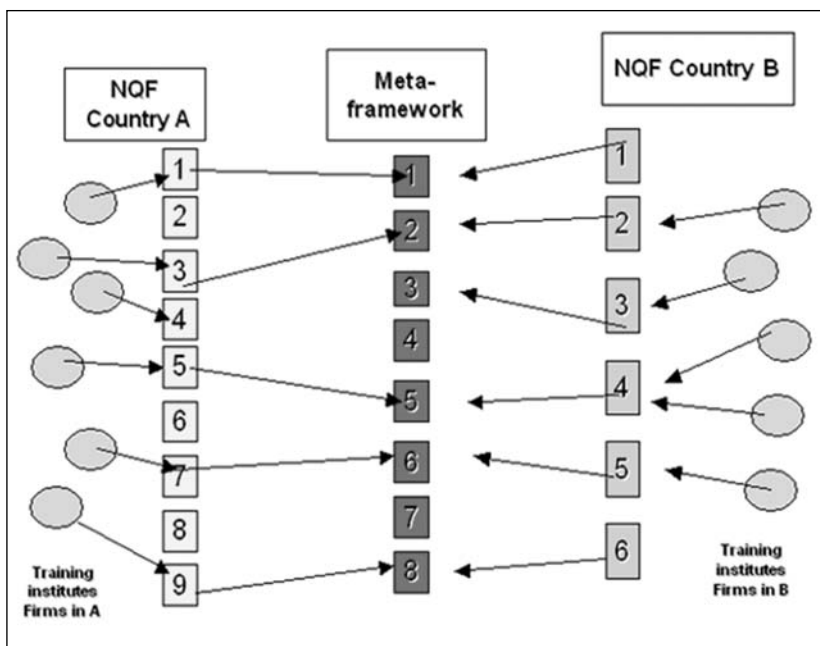 NQF
Country A
Meta-
framework
NQF Country B
1
2
3
4
5
6
7
8
9
1
2
3
4
5
6
7
8
1
2
3
4
5
6
Training
institutes
Firms in A
Training
institutes
Firms in B